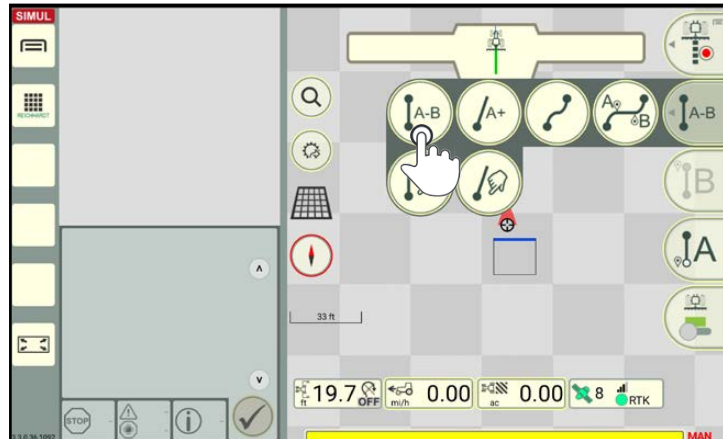 SIMUL
REICHHARDT
A-B
A+
A
B
A-B
B
A
33 ft
ft
19.7
OFF
mi/h
0.00
ac
0.00
8
RTK
STOP
MAN